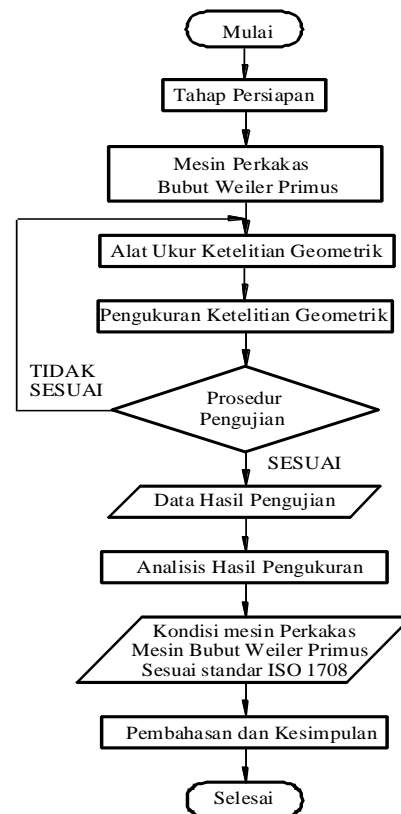 Mulai
Tahap Persiapan
Mesin Perkakas
Bubut Weiler Primus
Alat Ukur Ketelitian Geometrik
Pengukuran Ketelitian Geometrik
TIDAK
SESUAI
Prosedur
Pengujian
SESUAI
Data Hasil Pengujian
Analisis Hasil Pengukuran
Kondisi mesin Perkakas
Mesin Bubut Weiler Primus
Sesuai standar ISO 1708
Pembahasan dan Kesimpulan
Selesai